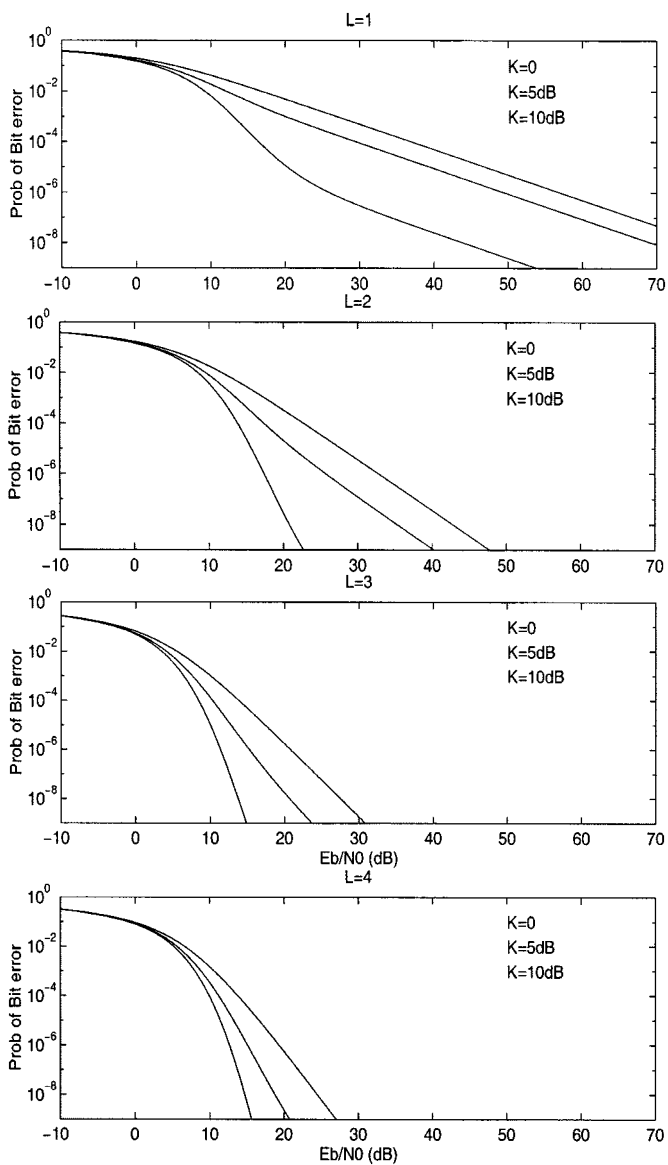 L=1
10^0
10^-2
10^-4
10^-6
10^-8
Prob of Bit error
K=0
K=5dB
K=10dB
-10 0 10 20 30 40 50 60 70
L=2
10^0
10^-2
10^-4
10^-6
10^-8
Prob of Bit error
K=0
K=5dB
K=10dB
-10 0 10 20 30 40 50 60 70
L=3
10^0
10^-2
10^-4
10^-6
10^-8
Prob of Bit error
K=0
K=5dB
K=10dB
-10 0 10 20 30 40 50 60 70
Eb/N0 (dB)
L=4
10^0
10^-2
10^-4
10^-6
10^-8
Prob of Bit error
K=0
K=5dB
K=10dB
-10 0 10 20 30 40 50 60 70
Eb/N0 (dB)